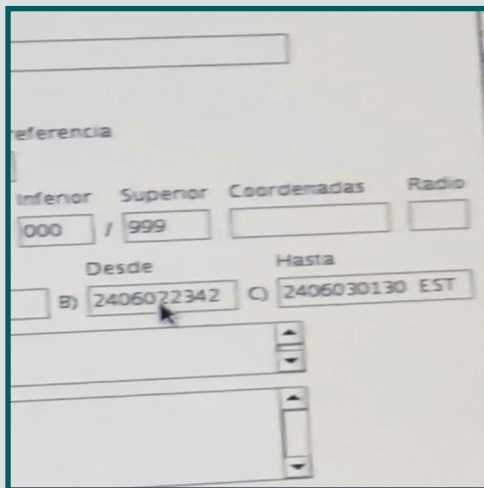 referencia
Inferior Superior Coordenadas Radio
000 / 999
Desde Hasta
B) 2406022342 C) 2406030130 EST